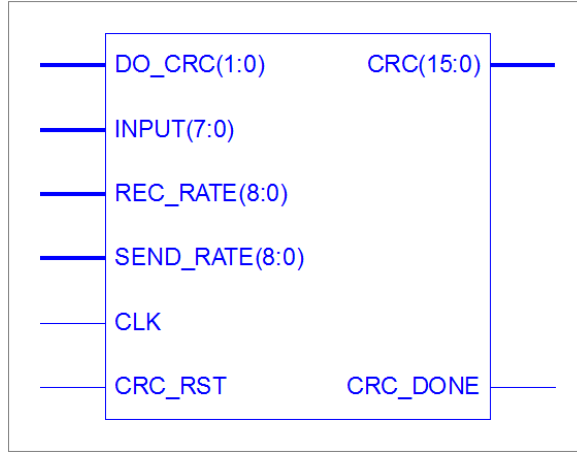 DO_CRC(1:0) CRC(15:0)
INPUT(7:0)
REC_RATE(8:0)
SEND_RATE(8:0)
CLK
CRC_RST CRC_DONE